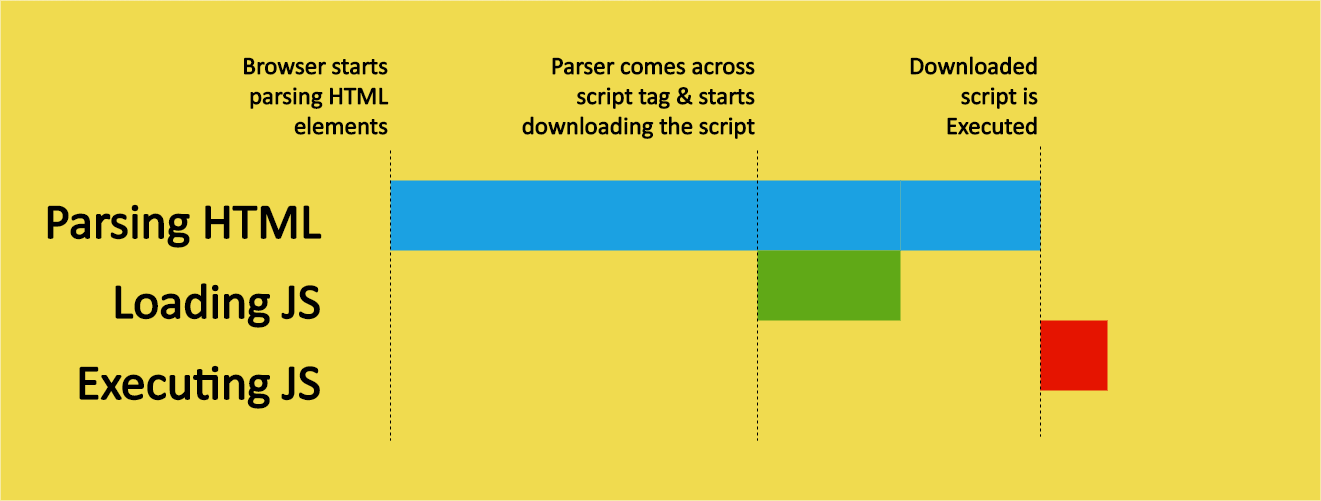 Browser starts
parsing HTML
elements
Parser comes across
script tag & starts
downloading the script
Downloaded
script is
Executed
Parsing HTML
Loading JS
Executing JS